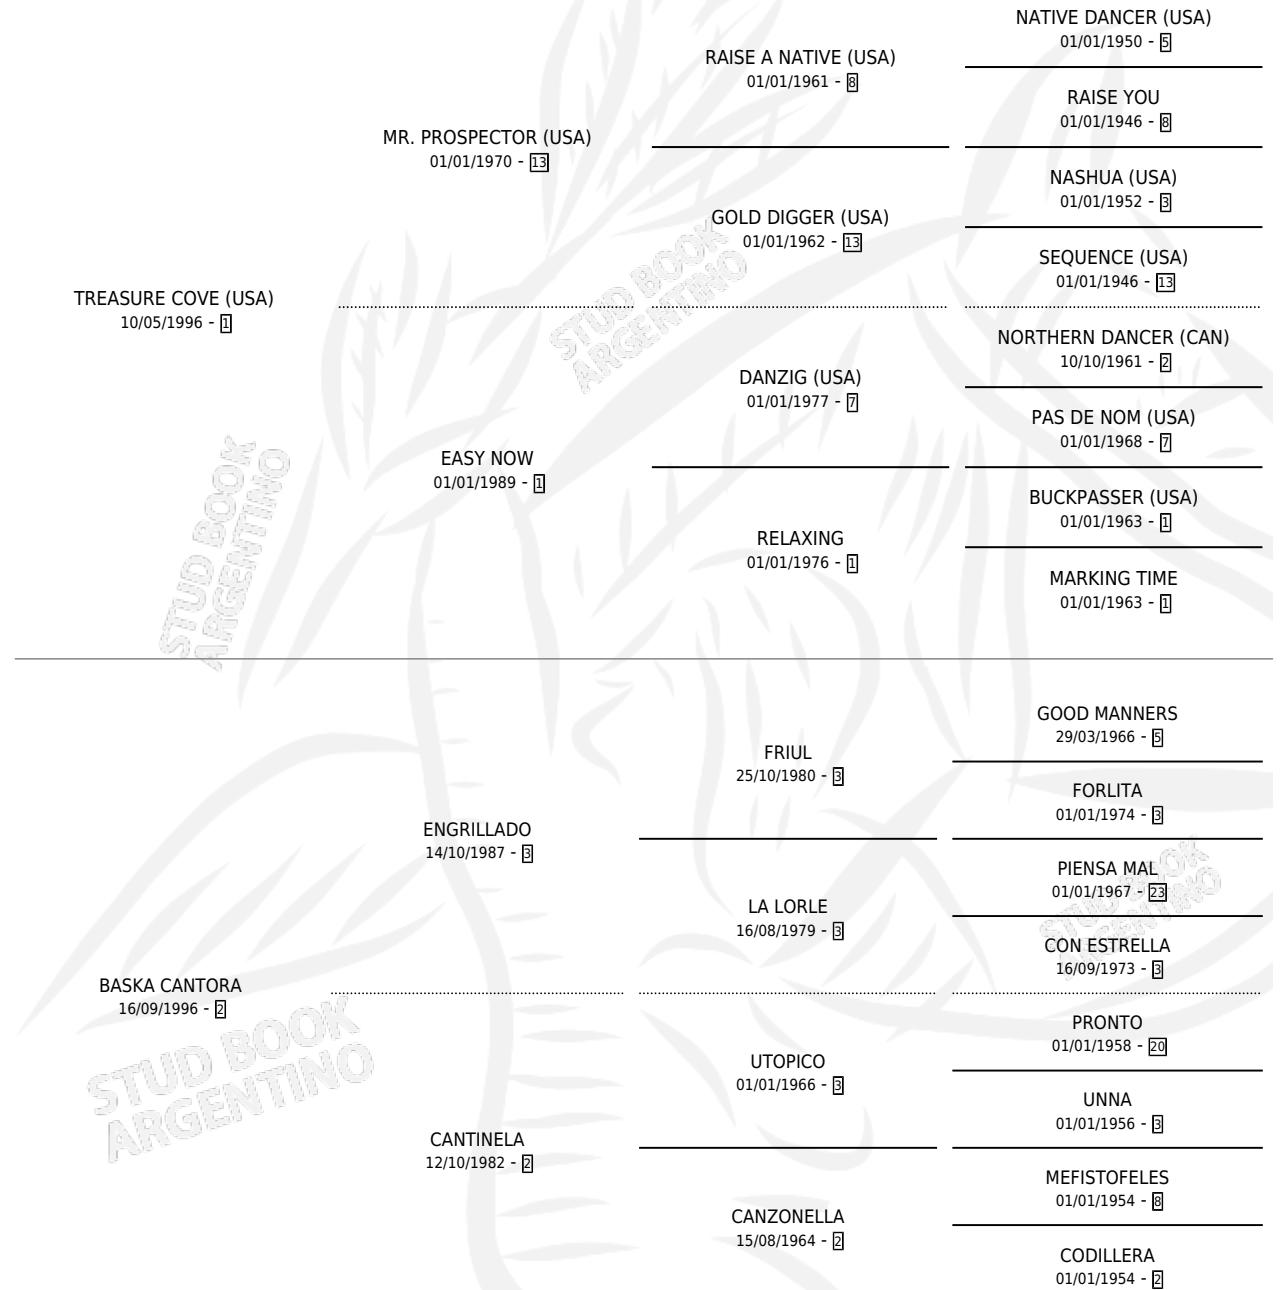 NATIVE DANCER (USA)
01/01/1950 - 5
RAISE A NATIVE (USA)
01/01/1961 - 8
RAISE YOU
01/01/1946 - 8
MR. PROSPECTOR (USA)
01/01/1970 - 13
NASHUA (USA)
01/01/1952 - 3
GOLD DIGGER (USA)
01/01/1962 - 13
SEQUENCE (USA)
01/01/1946 - 13
STUD BOOK
ARGENTINO
TREASURE COVE (USA)
10/05/1996 - 1
NORTHERN DANCER (CAN)
10/10/1961 - 2
DANZIG (USA)
01/01/1977 - 7
PAS DE NOM (USA)
01/01/1968 - 7
EASY NOW
01/01/1989 - 1
BUCKPASSER (USA)
01/01/1963 - 1
RELAXING
01/01/1976 - 1
MARKING TIME
01/01/1963 - 1
STUD BOOK
ARGENTINO
GOOD MANNERS
29/03/1966 - 5
FRIUL
25/10/1980 - 3
FORLITA
01/01/1974 - 3
ENGRILLADO
14/10/1987 - 3
PIENSA MAL
01/01/1967 - 23
LA LORLE
16/08/1979 - 3
CON ESTRELLA
16/09/1973 - 3
STUD BOOK
ARGENTINO
BASKA CANTORA
16/09/1996 - 2
PRONTO
01/01/1958 - 20
UTOPICO
01/01/1966 - 3
UNNA
01/01/1956 - 3
CANTINELA
12/10/1982 - 2
MEFISTOFELES
01/01/1954 - 8
CANZONELLA
15/08/1964 - 2
CODILLERA
01/01/1954 - 2
STUD BOOK
ARGENTINO